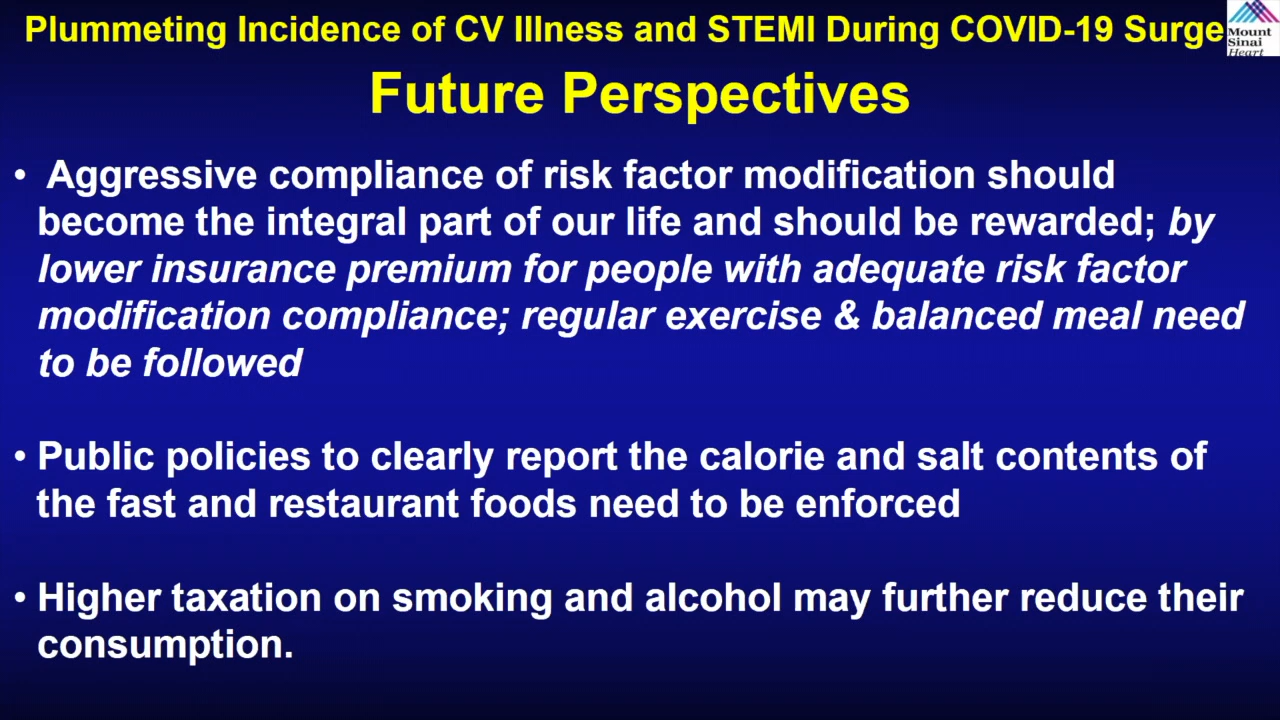 Plummeting Incidence of CV Illness and STEMI During COVID-19 Surge
Mount
Sinai
Heart
Future Perspectives
• Aggressive compliance of risk factor modification should
become the integral part of our life and should be rewarded; by
lower insurance premium for people with adequate risk factor
modification compliance; regular exercise & balanced meal need
to be followed
• Public policies to clearly report the calorie and salt contents of
the fast and restaurant foods need to be enforced
• Higher taxation on smoking and alcohol may further reduce their
consumption.